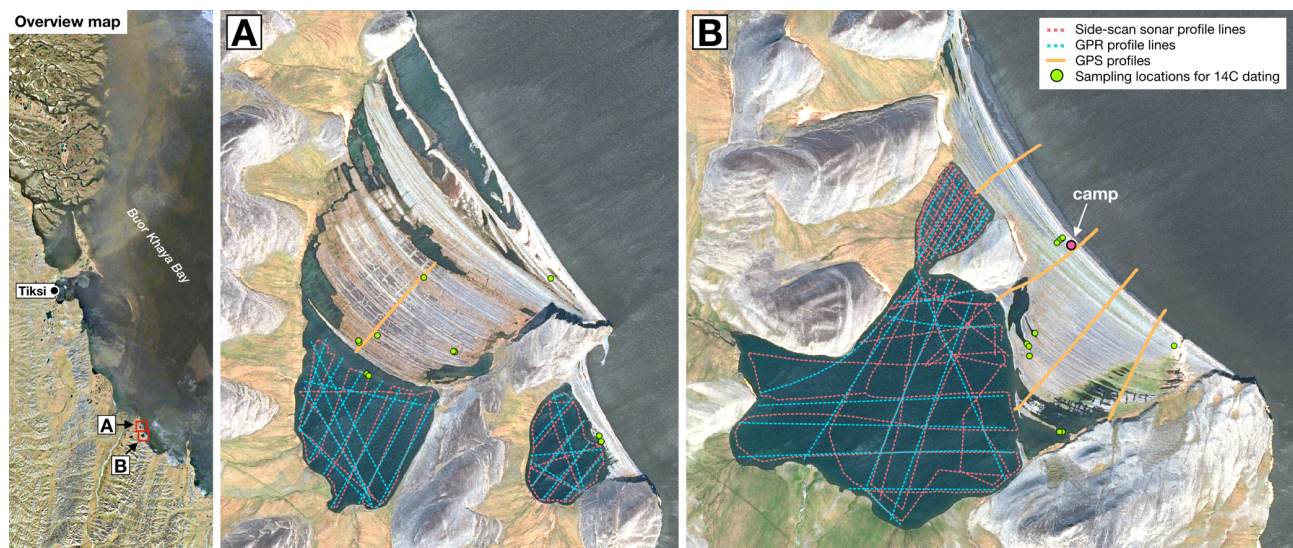 Overview map
Buor Khaya Bay
Tiksi
A
B
A
B
Side-scan sonar profile lines
GPR profile lines
GPS profiles
Sampling locations for 14C dating
camp